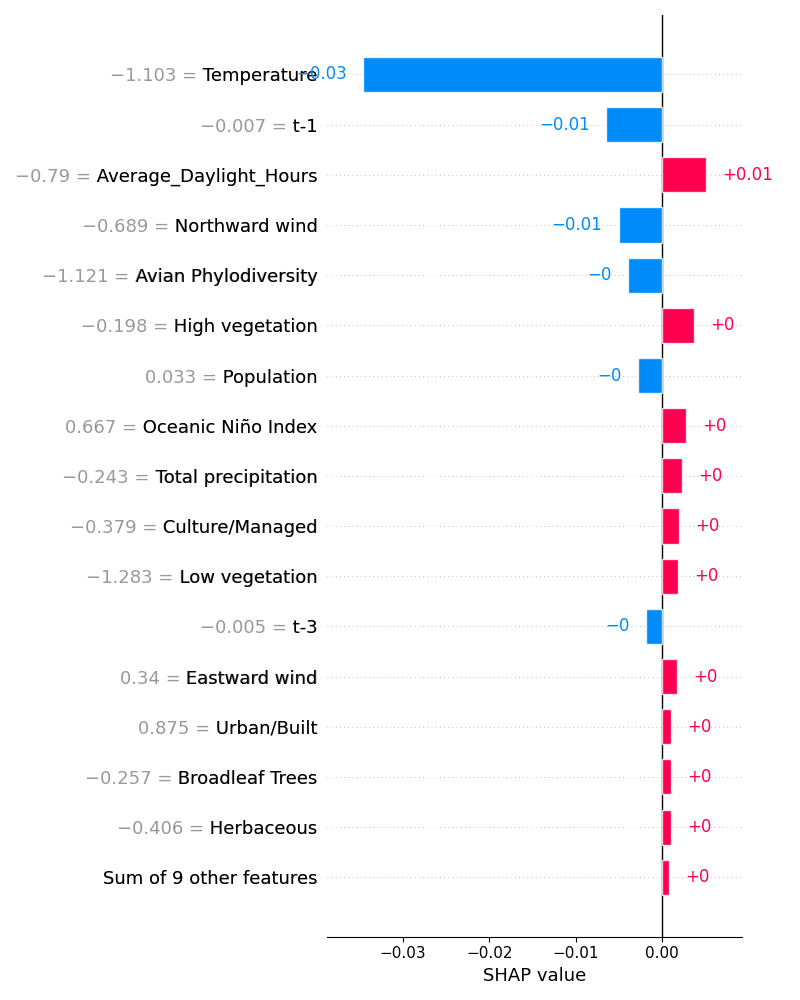 −1.103 = Temperature −0.03
−0.007 = t-1 −0.01
−0.79 = Average_Daylight_Hours +0.01
−0.689 = Northward wind −0.01
−1.121 = Avian Phylodiversity −0
−0.198 = High vegetation +0
0.033 = Population −0
0.667 = Oceanic Niño Index +0
−0.243 = Total precipitation +0
−0.379 = Culture/Managed +0
−1.283 = Low vegetation +0
−0.005 = t-3 −0
0.34 = Eastward wind +0
0.875 = Urban/Built +0
−0.257 = Broadleaf Trees +0
−0.406 = Herbaceous +0
Sum of 9 other features +0
−0.03 −0.02 −0.01 0.00
SHAP value